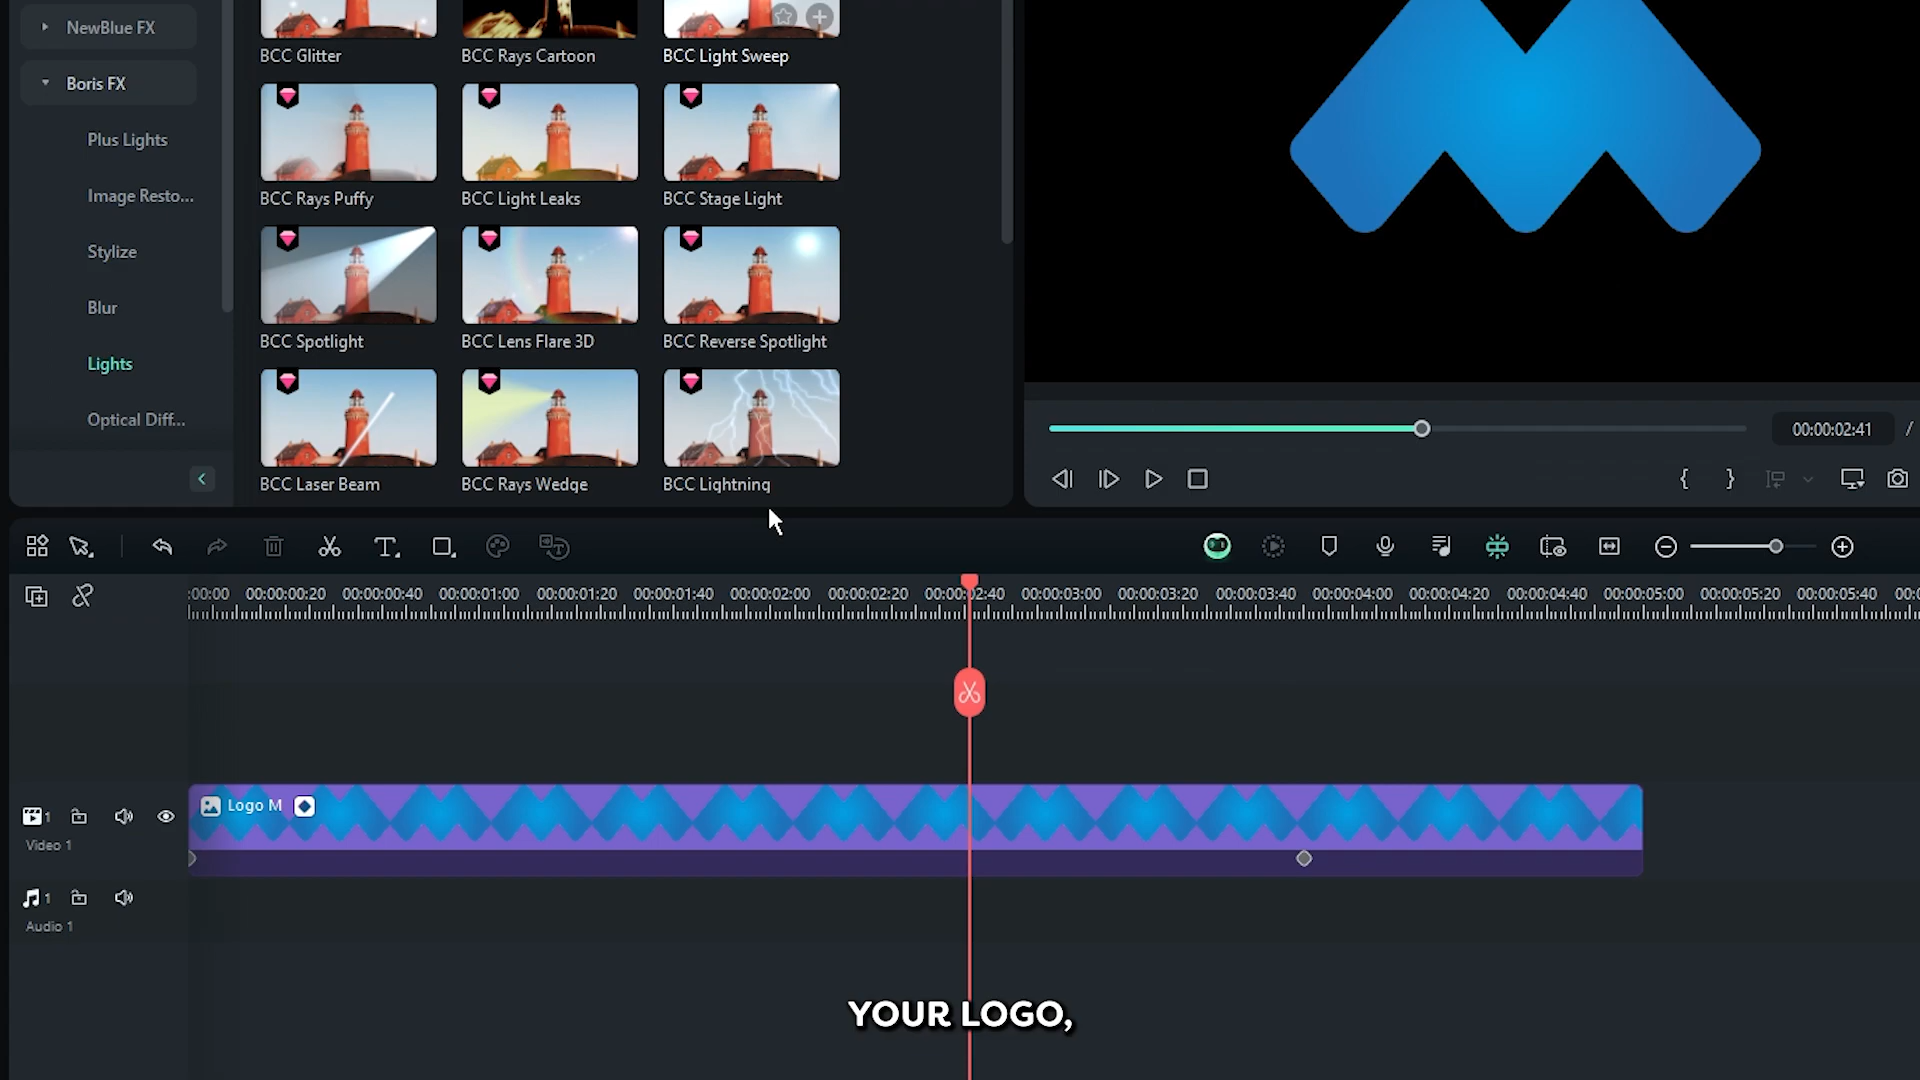 NewBlue FX
Boris FX
Plus Lights
Image Resto...
Stylize
Blur
Lights
Optical Diff...
BCC Glitter
BCC Rays Cartoon
BCC Light Sweep
BCC Rays Puffy
BCC Light Leaks
BCC Stage Light
BCC Spotlight
BCC Lens Flare 3D
BCC Reverse Spotlight
BCC Laser Beam
BCC Rays Wedge
BCC Lightning
00:00:02:41 /
:00:00 00:00:00:20 00:00:00:40 00:00:01:00 00:00:01:20 00:00:01:40 00:00:02:00 00:00:02:20 00:00:02:40 00:00:03:00 00:00:03:20 00:00:03:40 00:00:04:00 00:00:04:20 00:00:04:40 00:00:05:00 00:00:05:20 00:00:05:40 00:0
Logo M
1
Video 1
1
Audio 1
YOUR LOGO,